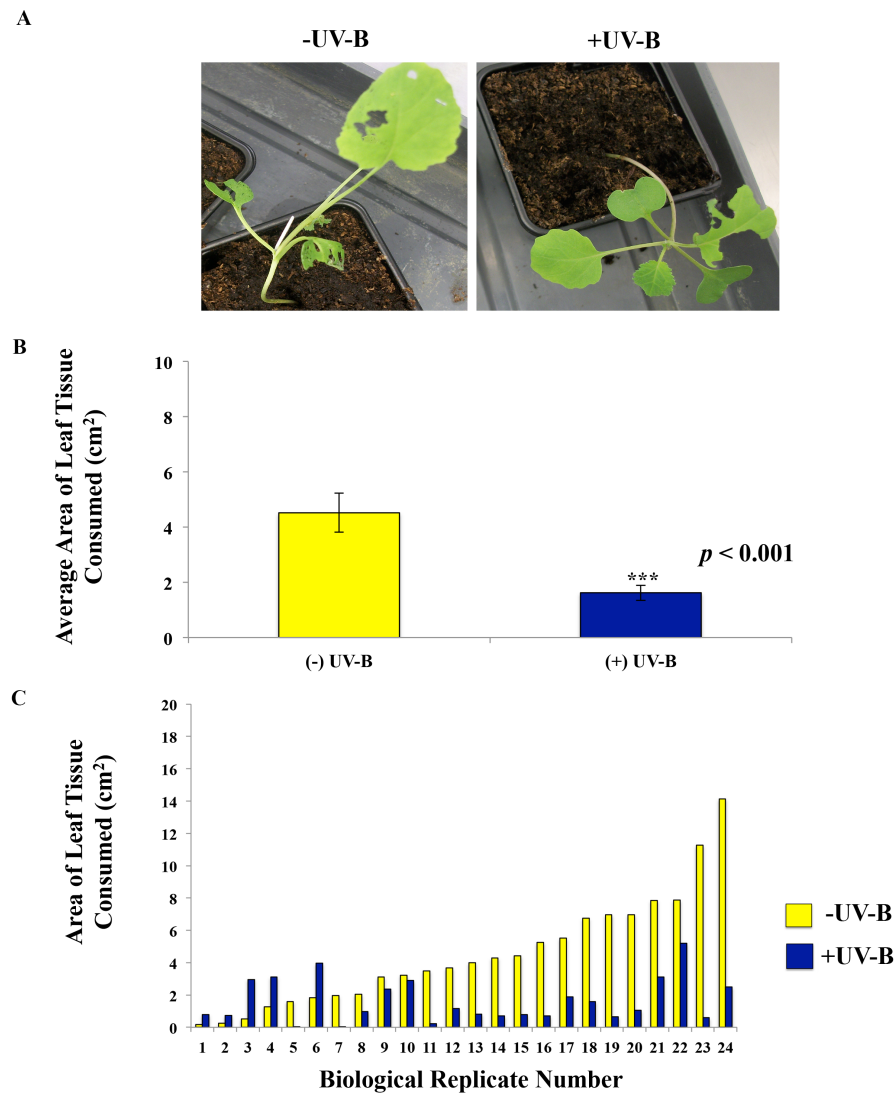 A
-UV-B
+UV-B
B
Average Area of Leaf Tissue
Consumed (cm²)
10
8
6
4
2
0
***
p < 0.001
(-) UV-B
(+) UV-B
C
Area of Leaf Tissue
Consumed (cm²)
20
18
16
14
12
10
8
6
4
2
0
1 2 3 4 5 6 7 8 9 10 11 12 13 14 15 16 17 18 19 20 21 22 23 24
Biological Replicate Number
-UV-B
+UV-B